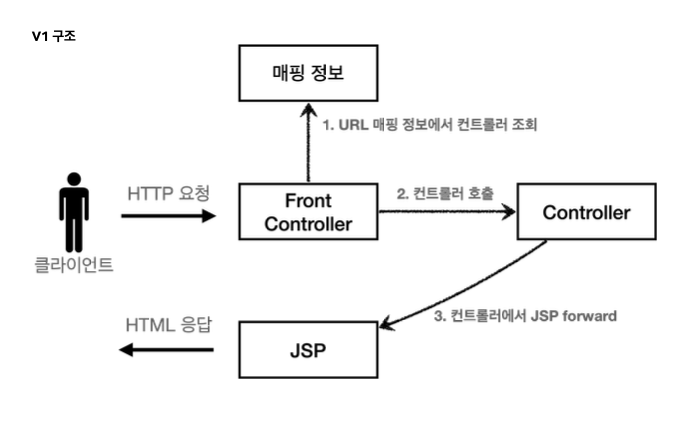 V1 구조
매핑 정보
1. URL 매핑 정보에서 컨트롤러 조회
HTTP 요청
Front
Controller
2. 컨트롤러 호출
Controller
클라이언트
HTML 응답
JSP
3. 컨트롤러에서 JSP forward